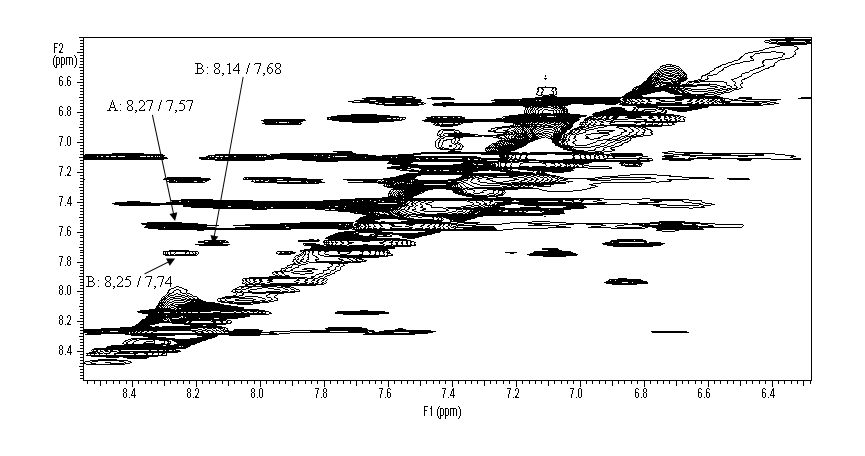 F2
(ppm)
B: 8,14 / 7,68
A: 8,27 / 7,57
B: 8,25 / 7,74
6.6
6.8
7.0
7.2
7.4
7.6
7.8
8.0
8.2
8.4
8.4 8.2 8.0 7.8 7.6 7.4 7.2 7.0 6.8 6.6 6.4
F1 (ppm)